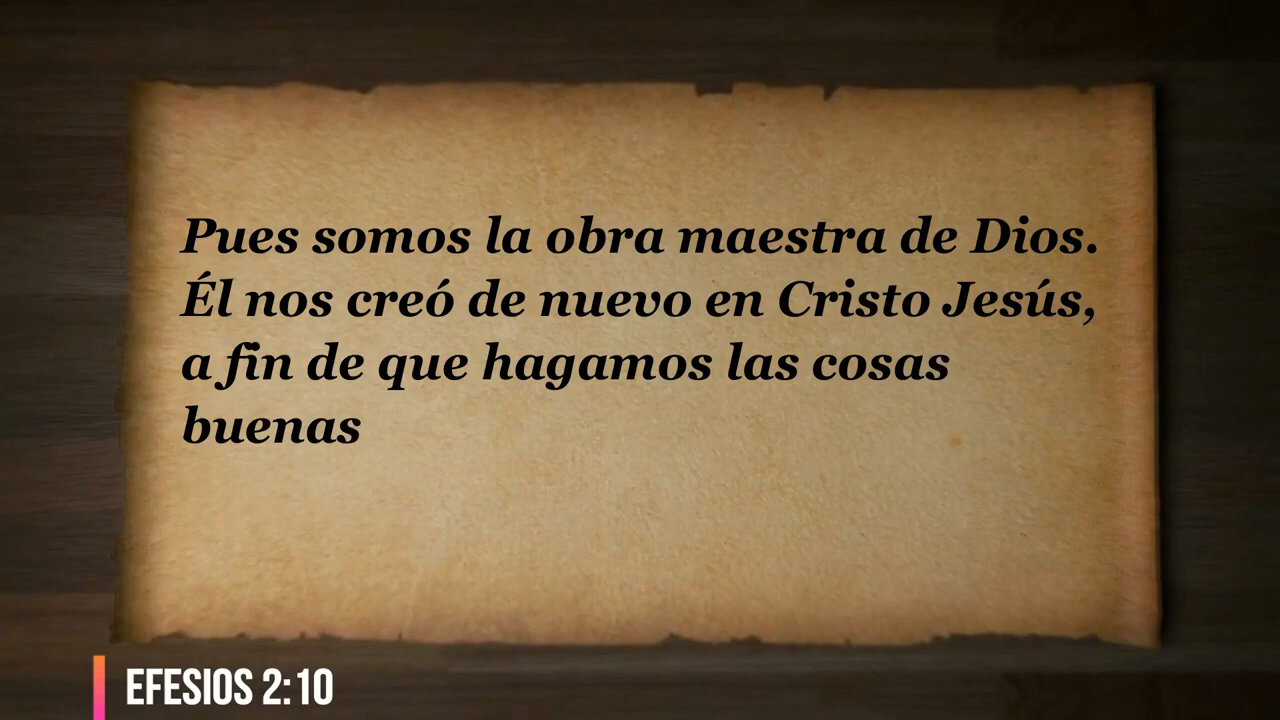 Pues somos la obra maestra de Dios.
Él nos creó de nuevo en Cristo Jesús,
a fin de que hagamos las cosas
buenas
EFESIOS 2:10